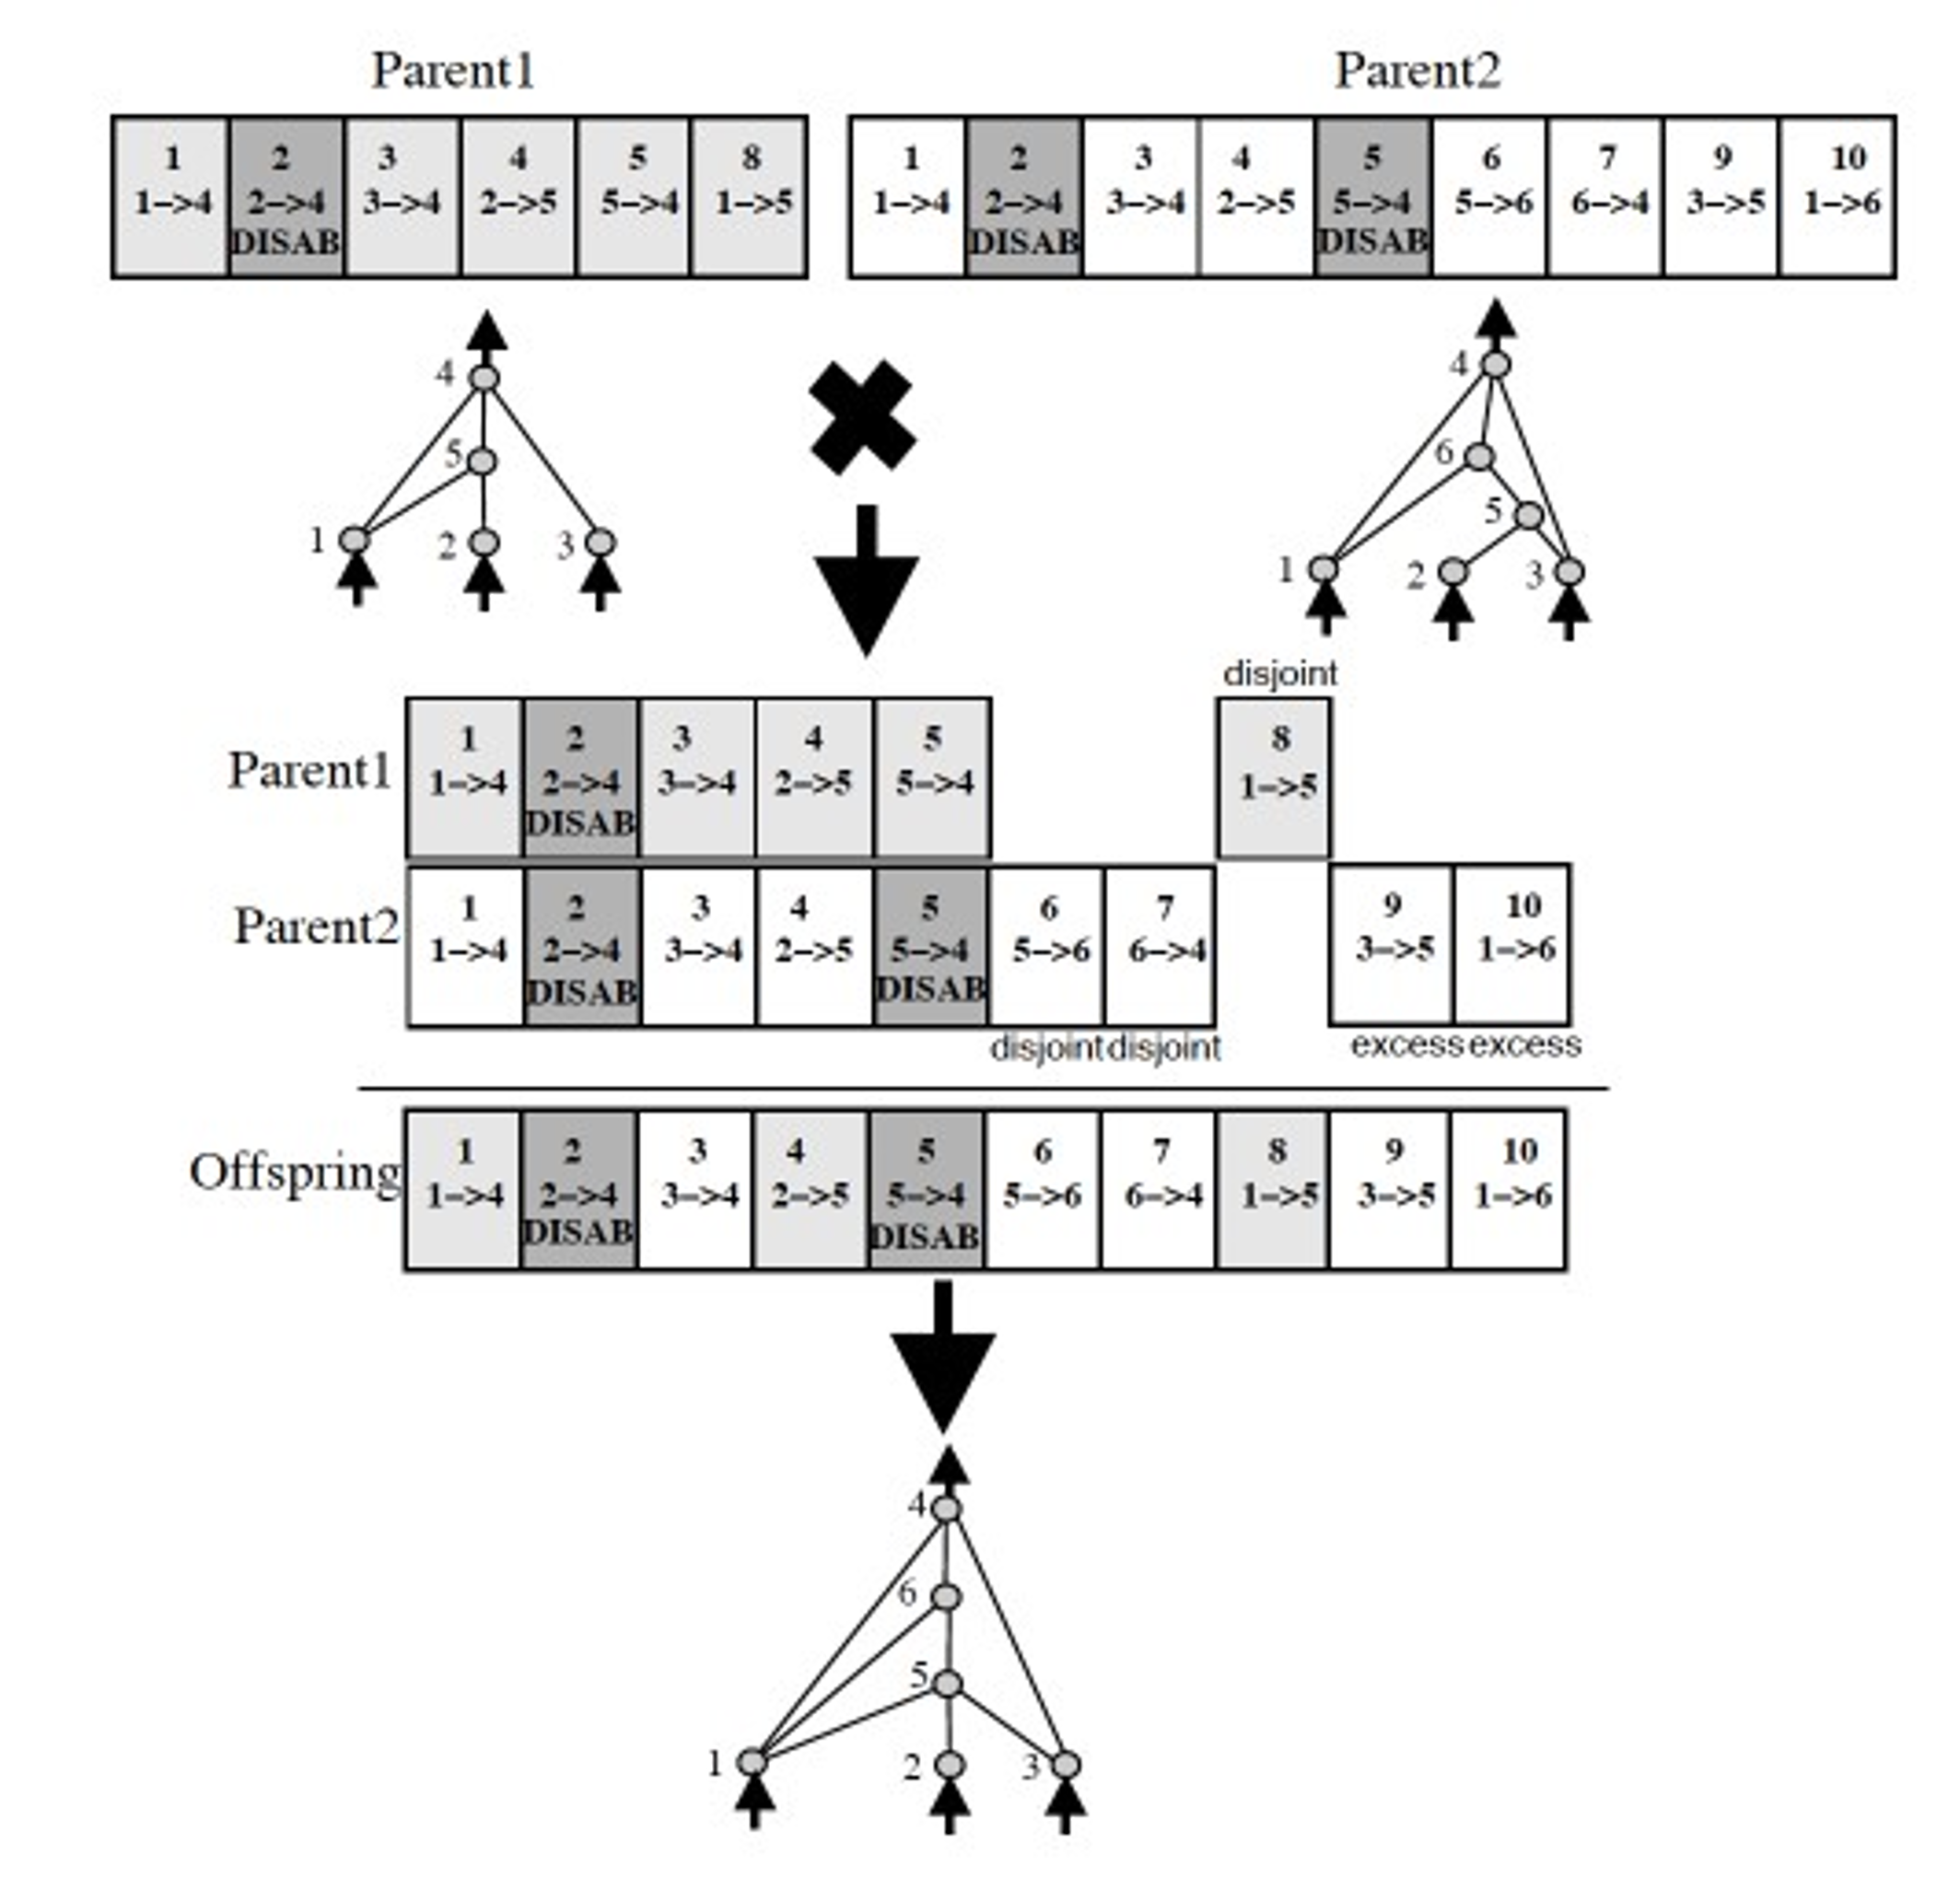 Parent1 Parent2
1 2 3 4 5 8 1 2 3 4 5 6 7 9 10
1–>4 2–>4 3–>4 2–>5 5–>4 1–>5 1–>4 2–>4 3–>4 2–>5 5–>4 5–>6 6–>4 3–>5 1–>6
DISAB DISAB DISAB
4 4
5 6
5
1 2 3 1 2 3
disjoint
Parent1 1 2 3 4 5 8
1–>4 2–>4 3–>4 2–>5 5–>4 1–>5
DISAB
Parent2 1 2 3 4 5 6 7 9 10
1–>4 2–>4 3–>4 2–>5 5–>4 5–>6 6–>4 3–>5 1–>6
DISAB DISAB
disjoint disjoint excess excess
Offspring 1 2 3 4 5 6 7 8 9 10
1–>4 2–>4 3–>4 2–>5 5–>4 5–>6 6–>4 1–>5 3–>5 1–>6
DISAB DISAB
4
6
5
1 2 3